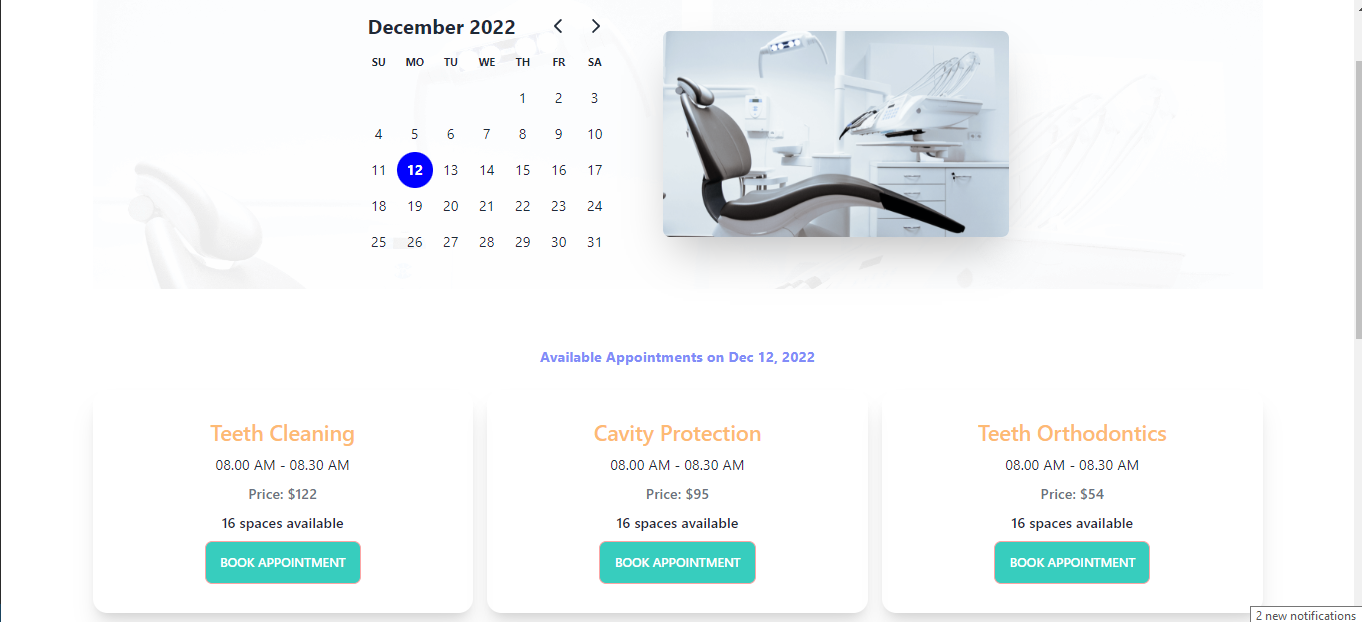 December 2022
SU MO TU WE TH FR SA
1 2 3
4 5 6 7 8 9 10
11 12 13 14 15 16 17
18 19 20 21 22 23 24
25 26 27 28 29 30 31
Available Appointments on Dec 12, 2022
Teeth Cleaning
08.00 AM - 08.30 AM
Price: $122
16 spaces available
BOOK APPOINTMENT
Cavity Protection
08.00 AM - 08.30 AM
Price: $95
16 spaces available
BOOK APPOINTMENT
Teeth Orthodontics
08.00 AM - 08.30 AM
Price: $54
16 spaces available
BOOK APPOINTMENT
2 new notifications